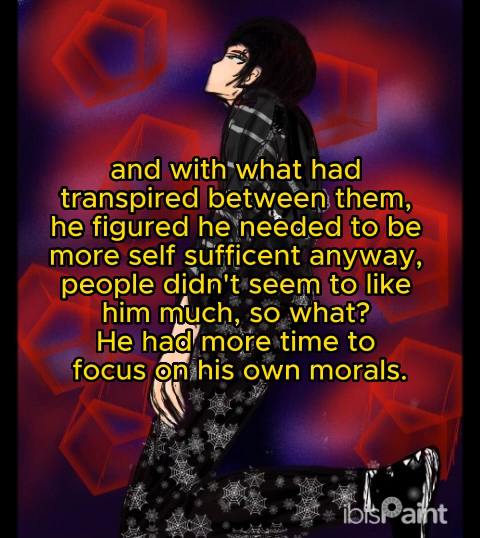 and with what had
transpired between them,
he figured he needed to be
more self sufficent anyway,
people didn't seem to like
him much, so what?
He had more time to
focus on his own morals.
ibisPaint